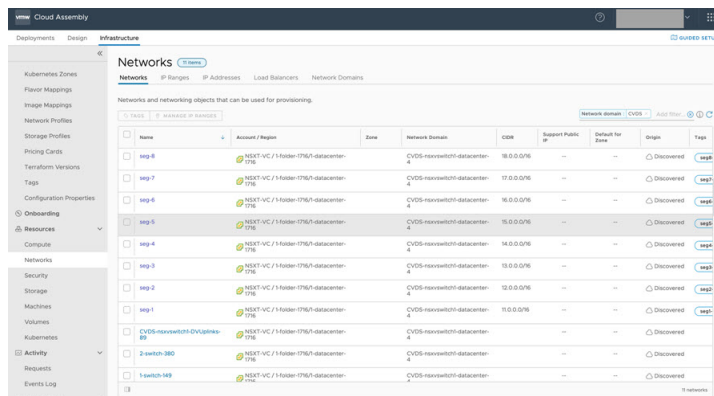 vmw Cloud Assembly
Deployments Design Infrastructure GUIDED SETU
«
Kubernetes Zones
Flavor Mappings
Image Mappings
Network Profiles
Storage Profiles
Pricing Cards
Terraform Versions
Tags
Configuration Properties
Onboarding
Resources
Compute
Networks
Security
Storage
Machines
Volumes
Kubernetes
Activity
Requests
Events Log
Networks 11 items
Networks IP Ranges IP Addresses Load Balancers Network Domains
Networks and networking objects that can be used for provisioning.
TAGS MANAGE IP RANGES Network domain : CVDS × Add filter...
Name Account / Region Zone Network Domain CIDR Support Public IP Default for Zone Origin Tags
seg-8 NSXT-VC / 1-folder-1716/1-datacenter-1716 CVDS-nsxvswitch1-datacenter-4 18.0.0.0/16 -- -- Discovered seg8
seg-7 NSXT-VC / 1-folder-1716/1-datacenter-1716 CVDS-nsxvswitch1-datacenter-4 17.0.0.0/16 -- -- Discovered seg7-
seg-6 NSXT-VC / 1-folder-1716/1-datacenter-1716 CVDS-nsxvswitch1-datacenter-4 16.0.0.0/16 -- -- Discovered seg6-
seg-5 NSXT-VC / 1-folder-1716/1-datacenter-1716 CVDS-nsxvswitch1-datacenter-4 15.0.0.0/16 -- -- Discovered seg5
seg-4 NSXT-VC / 1-folder-1716/1-datacenter-1716 CVDS-nsxvswitch1-datacenter-4 14.0.0.0/16 -- -- Discovered seg4-
seg-3 NSXT-VC / 1-folder-1716/1-datacenter-1716 CVDS-nsxvswitch1-datacenter-4 13.0.0.0/16 -- -- Discovered seg3-
seg-2 NSXT-VC / 1-folder-1716/1-datacenter-1716 CVDS-nsxvswitch1-datacenter-4 12.0.0.0/16 -- -- Discovered seg2-
seg-1 NSXT-VC / 1-folder-1716/1-datacenter-1716 CVDS-nsxvswitch1-datacenter-4 11.0.0.0/16 -- -- Discovered seg1-
CVDS-nsxvswitch1-DVUplinks-89 NSXT-VC / 1-folder-1716/1-datacenter-1716 CVDS-nsxvswitch1-datacenter-4 -- -- Discovered
2-switch-380 NSXT-VC / 1-folder-1716/1-datacenter-1716 CVDS-nsxvswitch1-datacenter-4 -- -- Discovered
1-switch-149 NSXT-VC / 1-folder-1716/1-datacenter-1716 CVDS-nsxvswitch1-datacenter-4 -- -- Discovered
11 networks